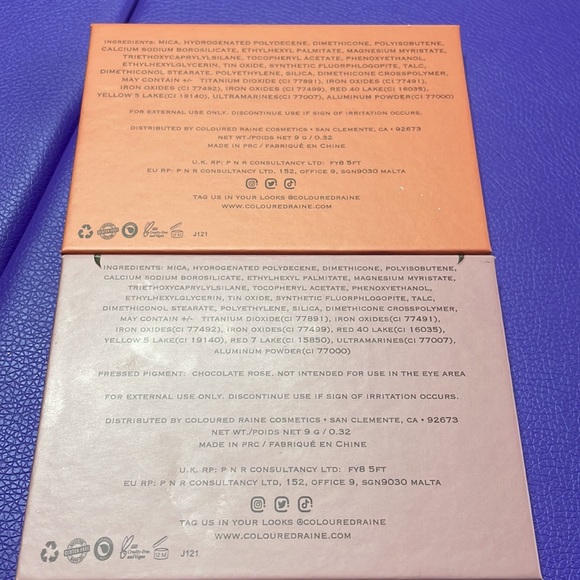 INGREDIENTS: MICA, HYDROGENATED POLYDECENE, DIMETHICONE, POLYISOBUTENE,
CALCIUM SODIUM BOROSILICATE, ETHYLHEXYL PALMITATE, MAGNESIUM MYRISTATE,
TRIETHOXYCAPRYLYLSILANE, TOCOPHERYL ACETATE, PHENOXYETHANOL,
ETHYLHEXYLGLYCERIN, TIN OXIDE, SYNTHETIC FLUORPHLOGOPITE, TALC,
DIMETHICONOL STEARATE, POLYETHYLENE, SILICA, DIMETHICONE CROSSPOLYMER,
MAY CONTAIN +/- TITANIUM DIOXIDE (CI 77891), IRON OXIDES (CI 77491),
IRON OXIDES (CI 77492), IRON OXIDES (CI 77499), RED 40 LAKE (CI 16035),
YELLOW 5 LAKE (CI 19140), ULTRAMARINES (CI 77007), ALUMINUM POWDER(CI 77000)
FOR EXTERNAL USE ONLY. DISCONTINUE USE IF SIGN OF IRRITATION OCCURS.
DISTRIBUTED BY COLOURED RAINE COSMETICS • SAN CLEMENTE, CA • 92673
NET WT./POIDS NET 9 G / 0.32
MADE IN PRC / FABRIQUÉ EN CHINE
U.K. RP: P N R CONSULTANCY LTD: FY8 5FT
EU RP: P N R CONSULTANCY LTD, 152, OFFICE 9, SGN9030 MALTA
TAG US IN YOUR LOOKS @COLOUREDRAINE
WWW.COLOUREDRAINE.COM
Cruelty-Free and Vegan 12 M J121
INGREDIENTS: MICA, HYDROGENATED POLYDECENE, DIMETHICONE, POLYISOBUTENE,
CALCIUM SODIUM BOROSILICATE, ETHYLHEXYL PALMITATE, MAGNESIUM MYRISTATE,
TRIETHOXYCAPRYLYLSILANE, TOCOPHERYL ACETATE, PHENOXYETHANOL,
ETHYLHEXYLGLYCERIN, TIN OXIDE, SYNTHETIC FLUORPHLOGOPITE, TALC,
DIMETHICONOL STEARATE, POLYETHYLENE, SILICA, DIMETHICONE CROSSPOLYMER,
MAY CONTAIN +/- TITANIUM DIOXIDE(CI 77891), IRON OXIDES(CI 77491),
IRON OXIDES(CI 77492), IRON OXIDES(CI 77499), RED 40 LAKE(CI 16035),
YELLOW 5 LAKE(CI 19140), RED 7 LAKE(CI 15850), ULTRAMARINES(CI 77007),
ALUMINUM POWDER(CI 77000)
PRESSED PIGMENT: CHOCOLATE ROSE. NOT INTENDED FOR USE IN THE EYE AREA
FOR EXTERNAL USE ONLY. DISCONTINUE USE IF SIGN OF IRRITATION OCCURS.
DISTRIBUTED BY COLOURED RAINE COSMETICS • SAN CLEMENTE, CA • 92673
NET WT./POIDS NET 9 G / 0.32
MADE IN PRC / FABRIQUÉ EN CHINE
U.K. RP: P N R CONSULTANCY LTD: FY8 5FT
EU RP: P N R CONSULTANCY LTD, 152, OFFICE 9, SGN9030 MALTA
TAG US IN YOUR LOOKS @COLOUREDRAINE
WWW.COLOUREDRAINE.COM
Cruelty-Free and Vegan 12 M J121